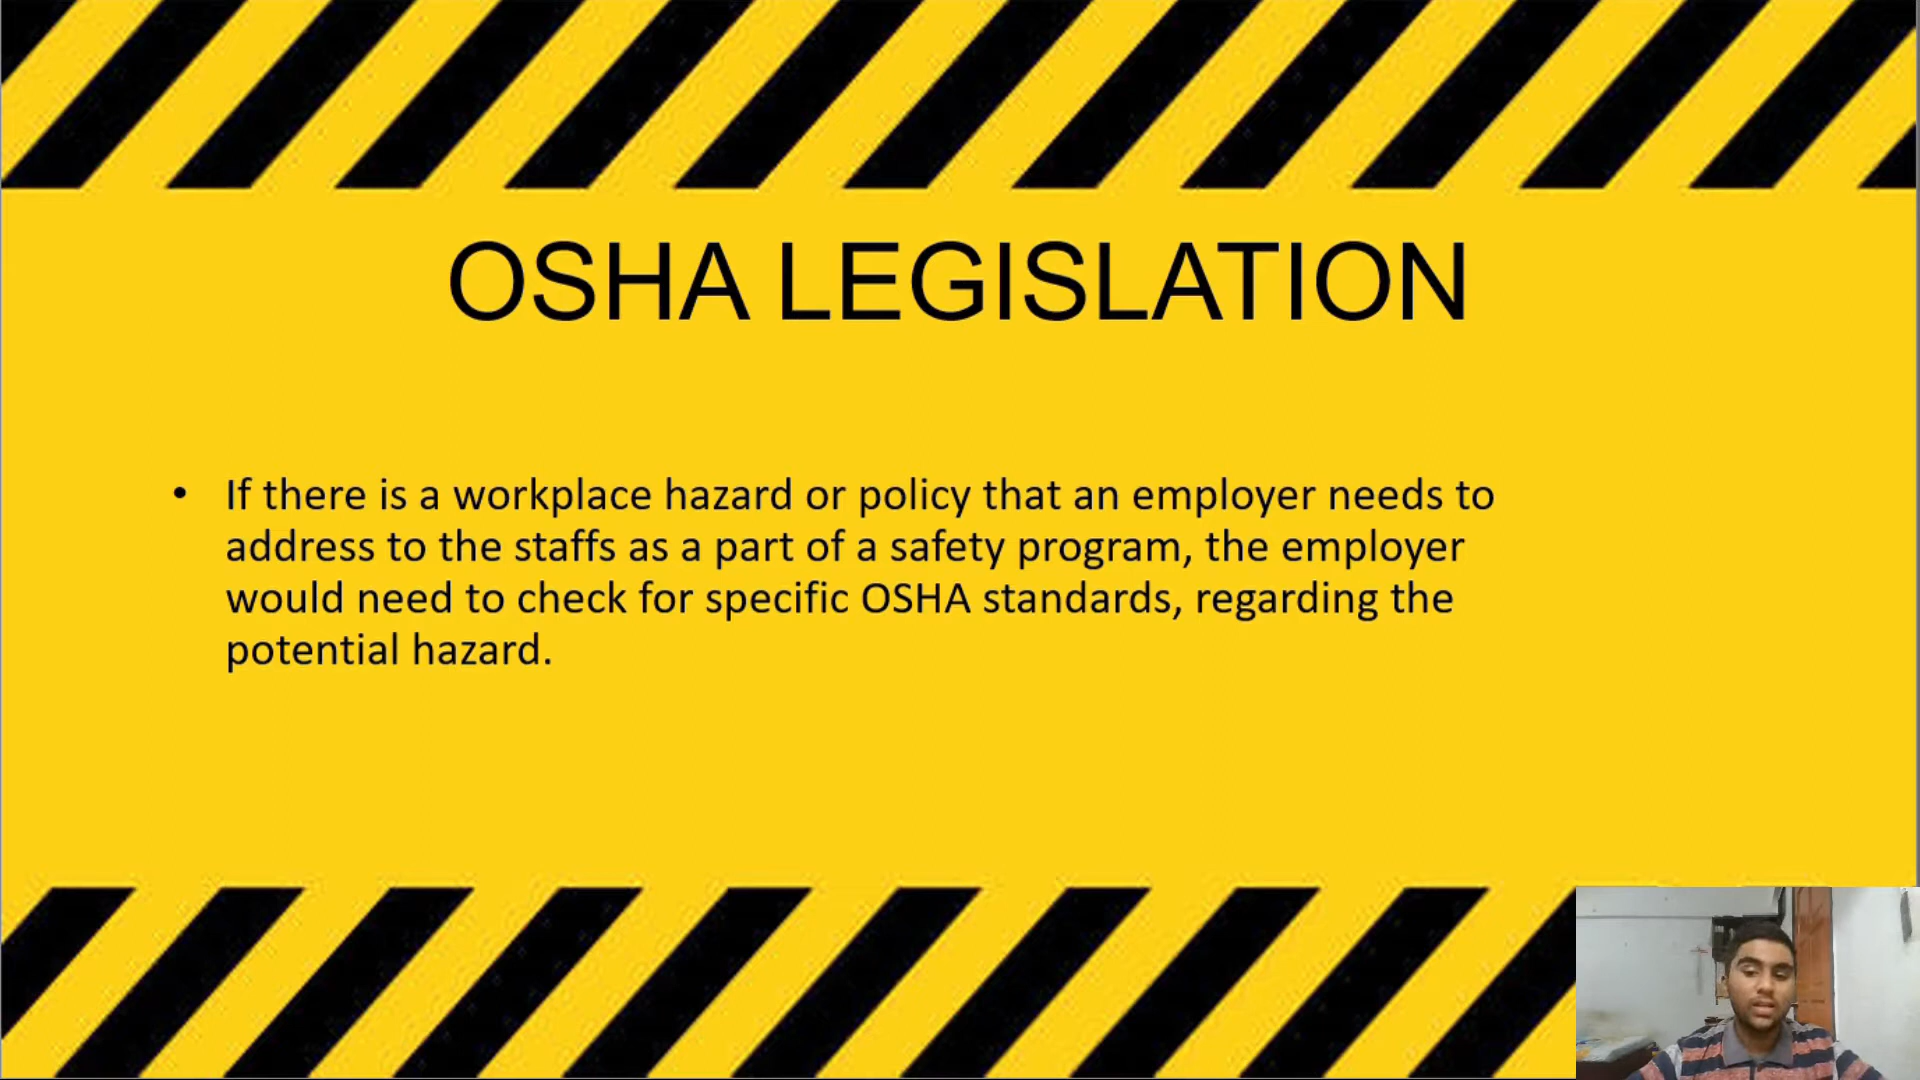 OSHA LEGISLATION
• If there is a workplace hazard or policy that an employer needs to
address to the staffs as a part of a safety program, the employer
would need to check for specific OSHA standards, regarding the
potential hazard.